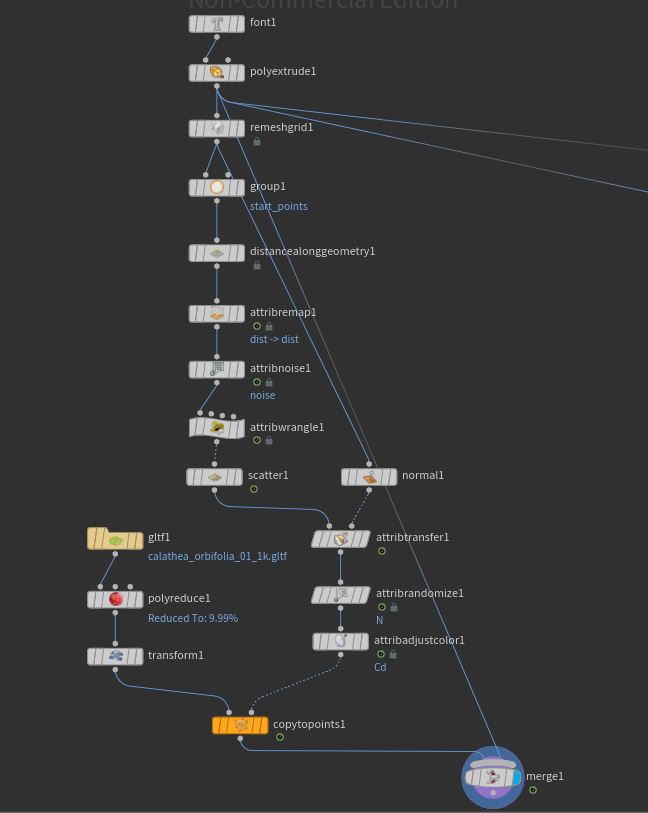 Non-Commercial Edition
font1
polyextrude1
remeshgrid1
group1
start_points
distancealonggeometry1
attribremap1
dist -> dist
attribnoise1
noise
attribwrangle1
scatter1
normal1
gltf1
calathea_orbifolia_01_1k.gltf
attribtransfer1
polyreduce1
Reduced To: 9.99%
attribrandomize1
N
transform1
attribadjustcolor1
Cd
copytopoints1
merge1